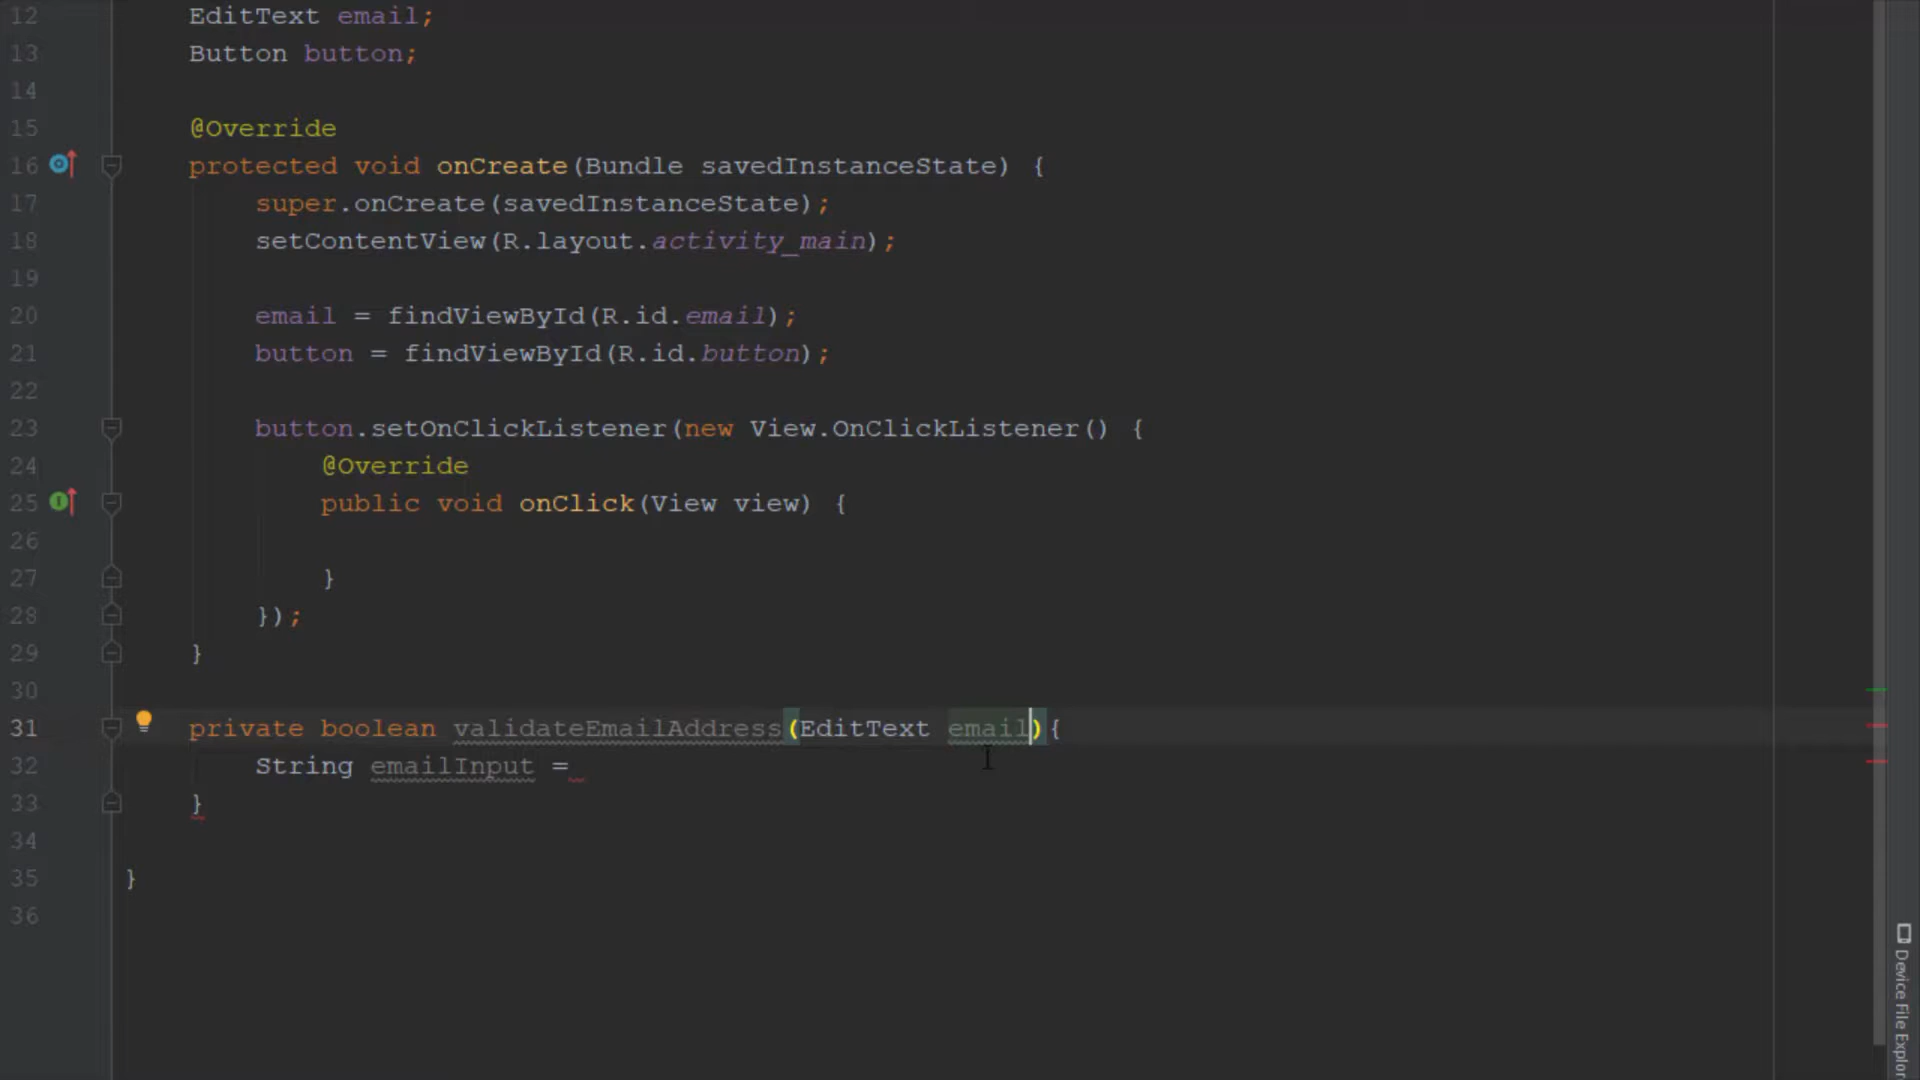 12 EditText email;
13 Button button;
14
15 @Override
16 protected void onCreate(Bundle savedInstanceState) {
17 super.onCreate(savedInstanceState);
18 setContentView(R.layout.activity_main);
19
20 email = findViewById(R.id.email);
21 button = findViewById(R.id.button);
22
23 button.setOnClickListener(new View.OnClickListener() {
24 @Override
25 public void onClick(View view) {
26
27 }
28 });
29 }
30
31 private boolean validateEmailAddress(EditText email){
32 String emailInput =
33 }
34
35 }
36
Device File Explor